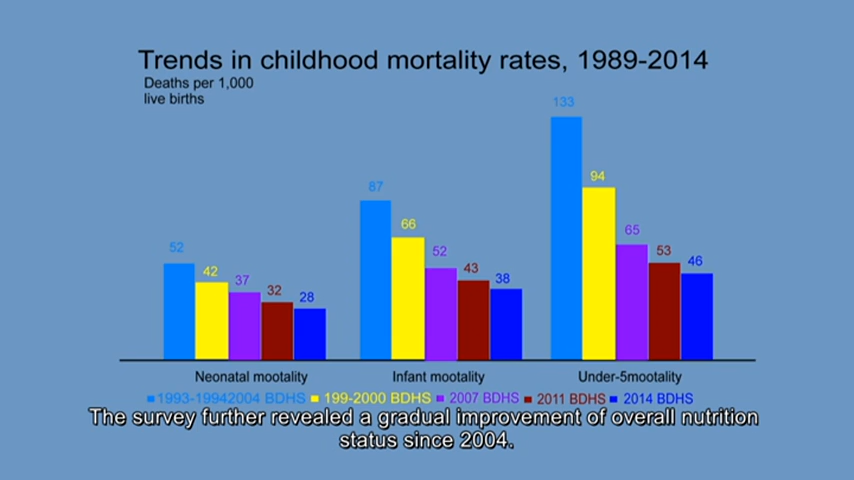 Trends in childhood mortality rates, 1989-2014
Deaths per 1,000
live births
52
42
37
32
28
87
66
52
43
38
133
94
65
53
46
Neonatal mootality
Infant mootality
Under-5mootality
1993-19942004 BDHS 199-2000 BDHS 2007 BDHS 2011 BDHS 2014 BDHS
The survey further revealed a gradual improvement of overall nutrition
status since 2004.